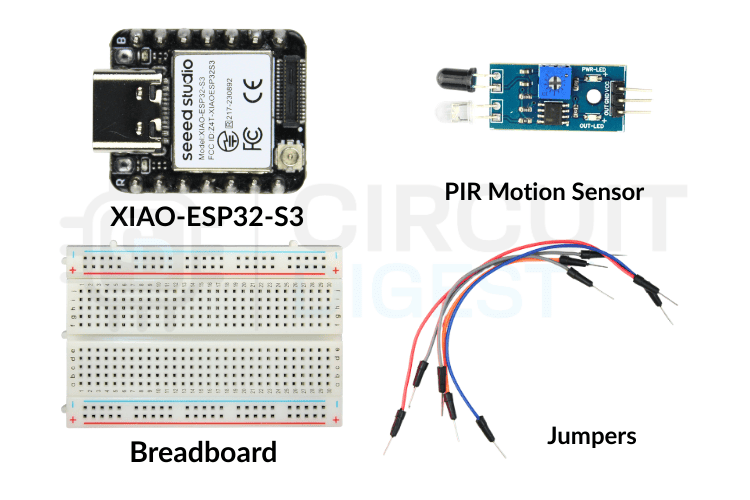 B
R
seeed studio
Model:XIAO-ESP32-S3
FCC ID:Z4T-XIAOESP32S3
217-230892
CE
FC
PWR-LED
OUT GND VCC
OUT-LED
PIR Motion Sensor
XIAO-ESP32-S3
CIRCUIT
DIGEST
Breadboard
Jumpers